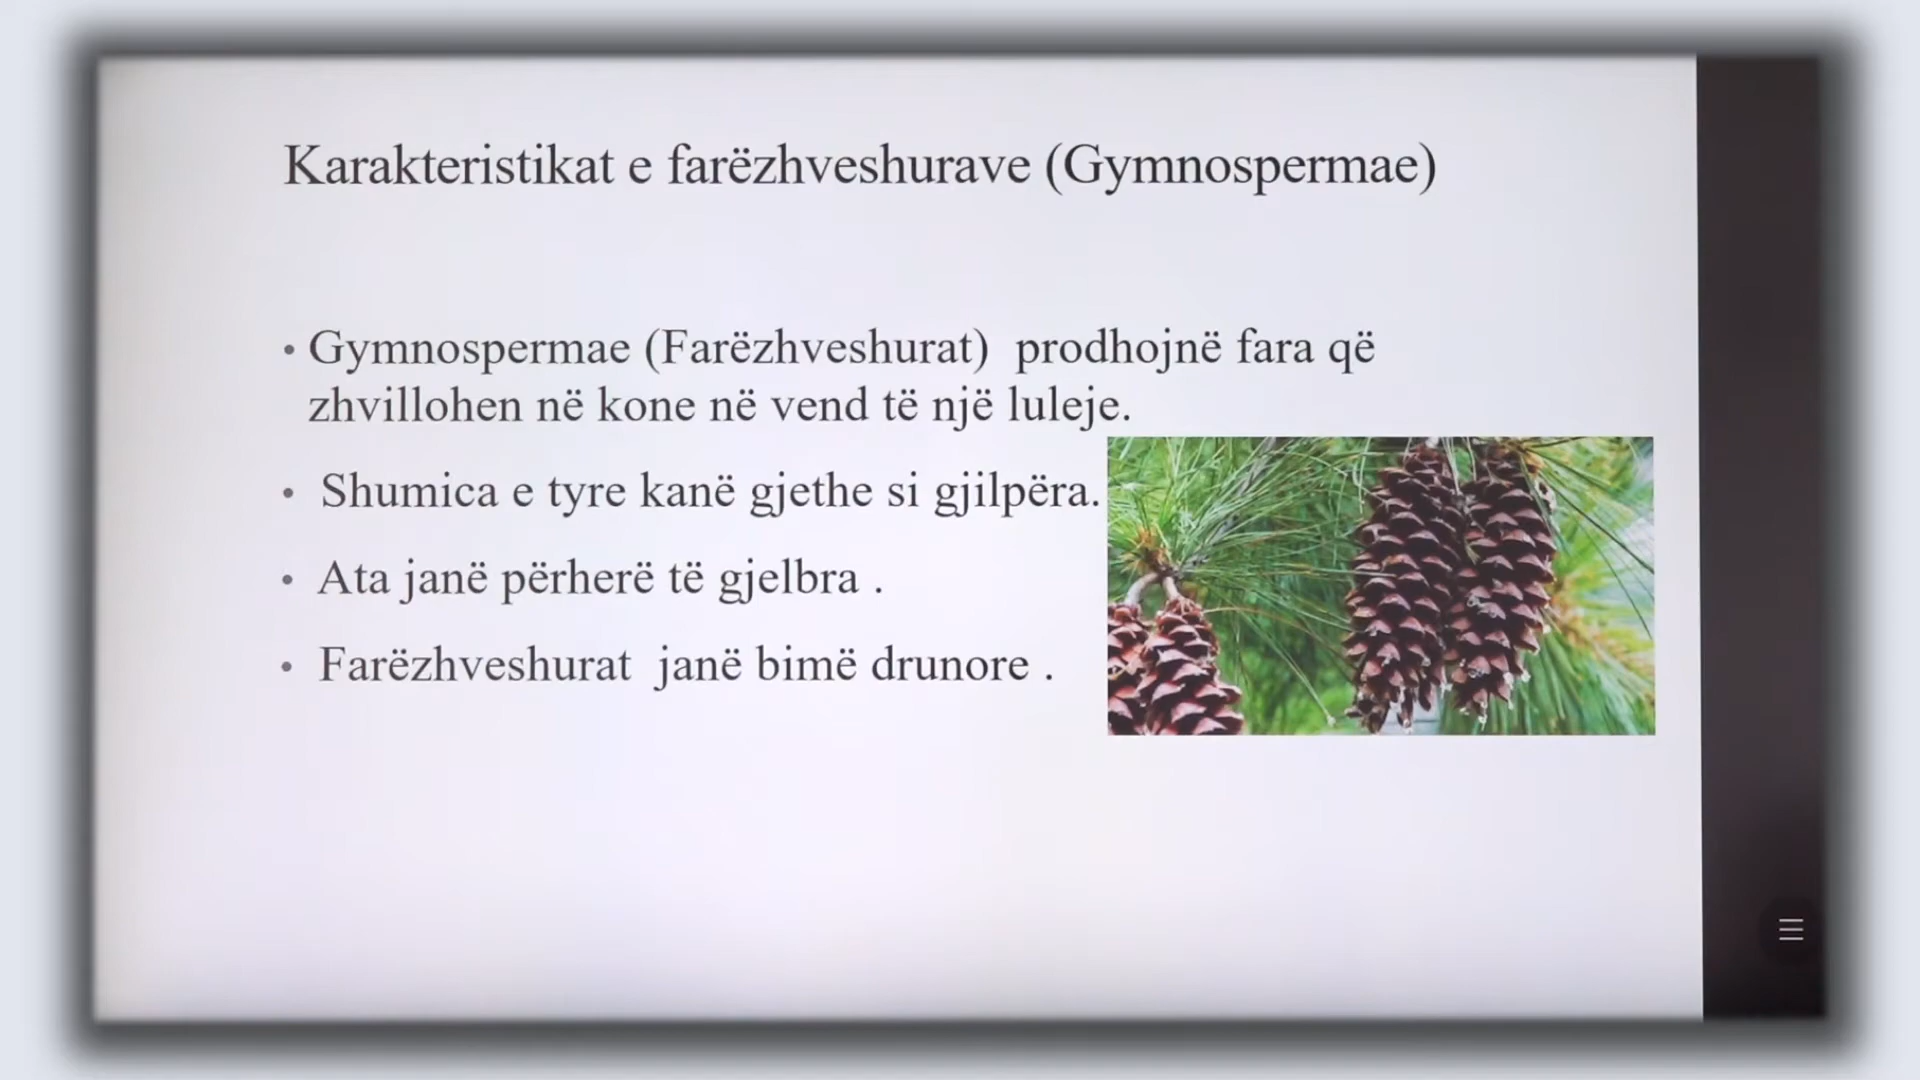 Karakteristikat e farëzhveshurave (Gymnospermae)
• Gymnospermae (Farëzhveshurat) prodhojnë fara që
zhvillohen në kone në vend të një luleje.
• Shumica e tyre kanë gjethe si gjilpëra.
• Ata janë përherë të gjelbra .
• Farëzhveshurat janë bimë drunore .